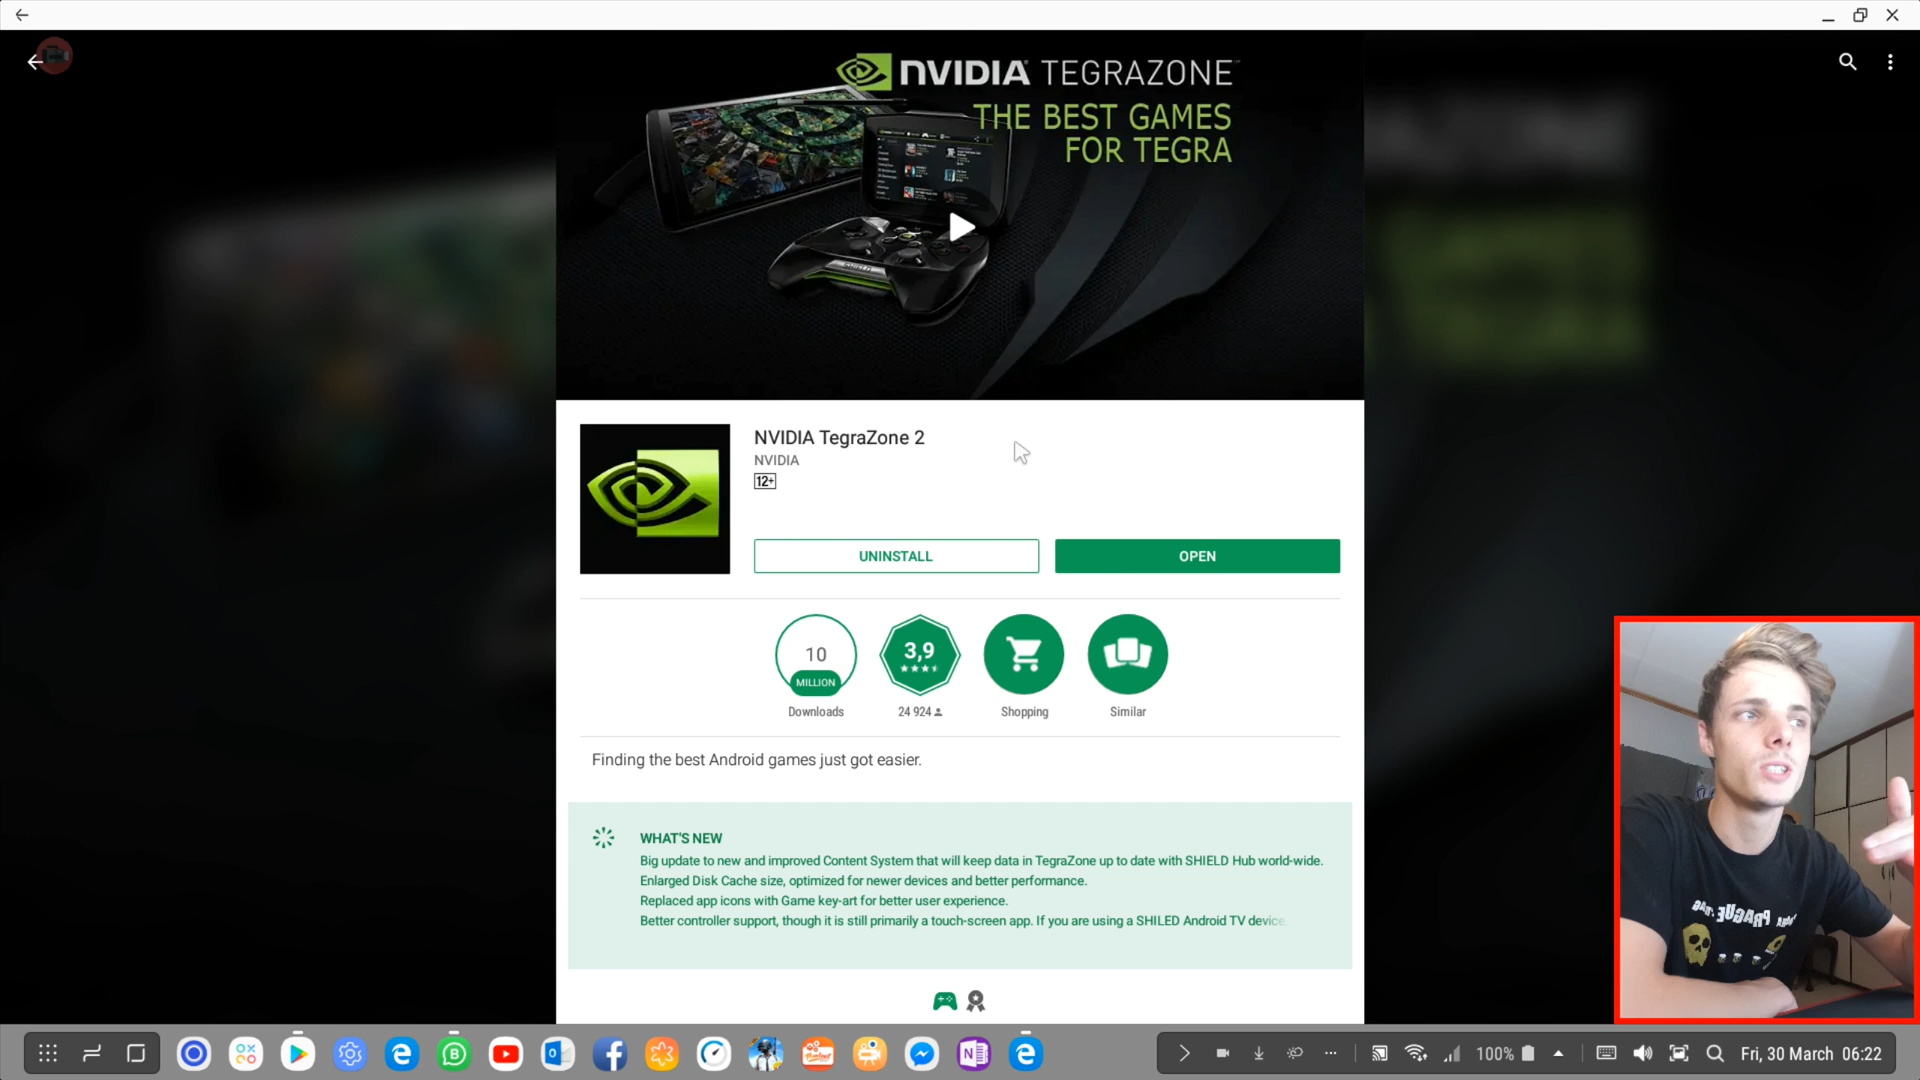 NVIDIA TEGRAZONE
THE BEST GAMES
FOR TEGRA
NVIDIA TegraZone 2
NVIDIA
12+
UNINSTALL
OPEN
10
MILLION
Downloads
3,9
24 924
Shopping
Similar
Finding the best Android games just got easier.
WHAT'S NEW
Big update to new and improved Content System that will keep data in TegraZone up to date with SHIELD Hub world-wide.
Enlarged Disk Cache size, optimized for newer devices and better performance.
Replaced app icons with Game key-art for better user experience.
Better controller support, though it is still primarily a touch-screen app. If you are using a SHILED Android TV device
PRAGUE
100%
Fri, 30 March 06:22